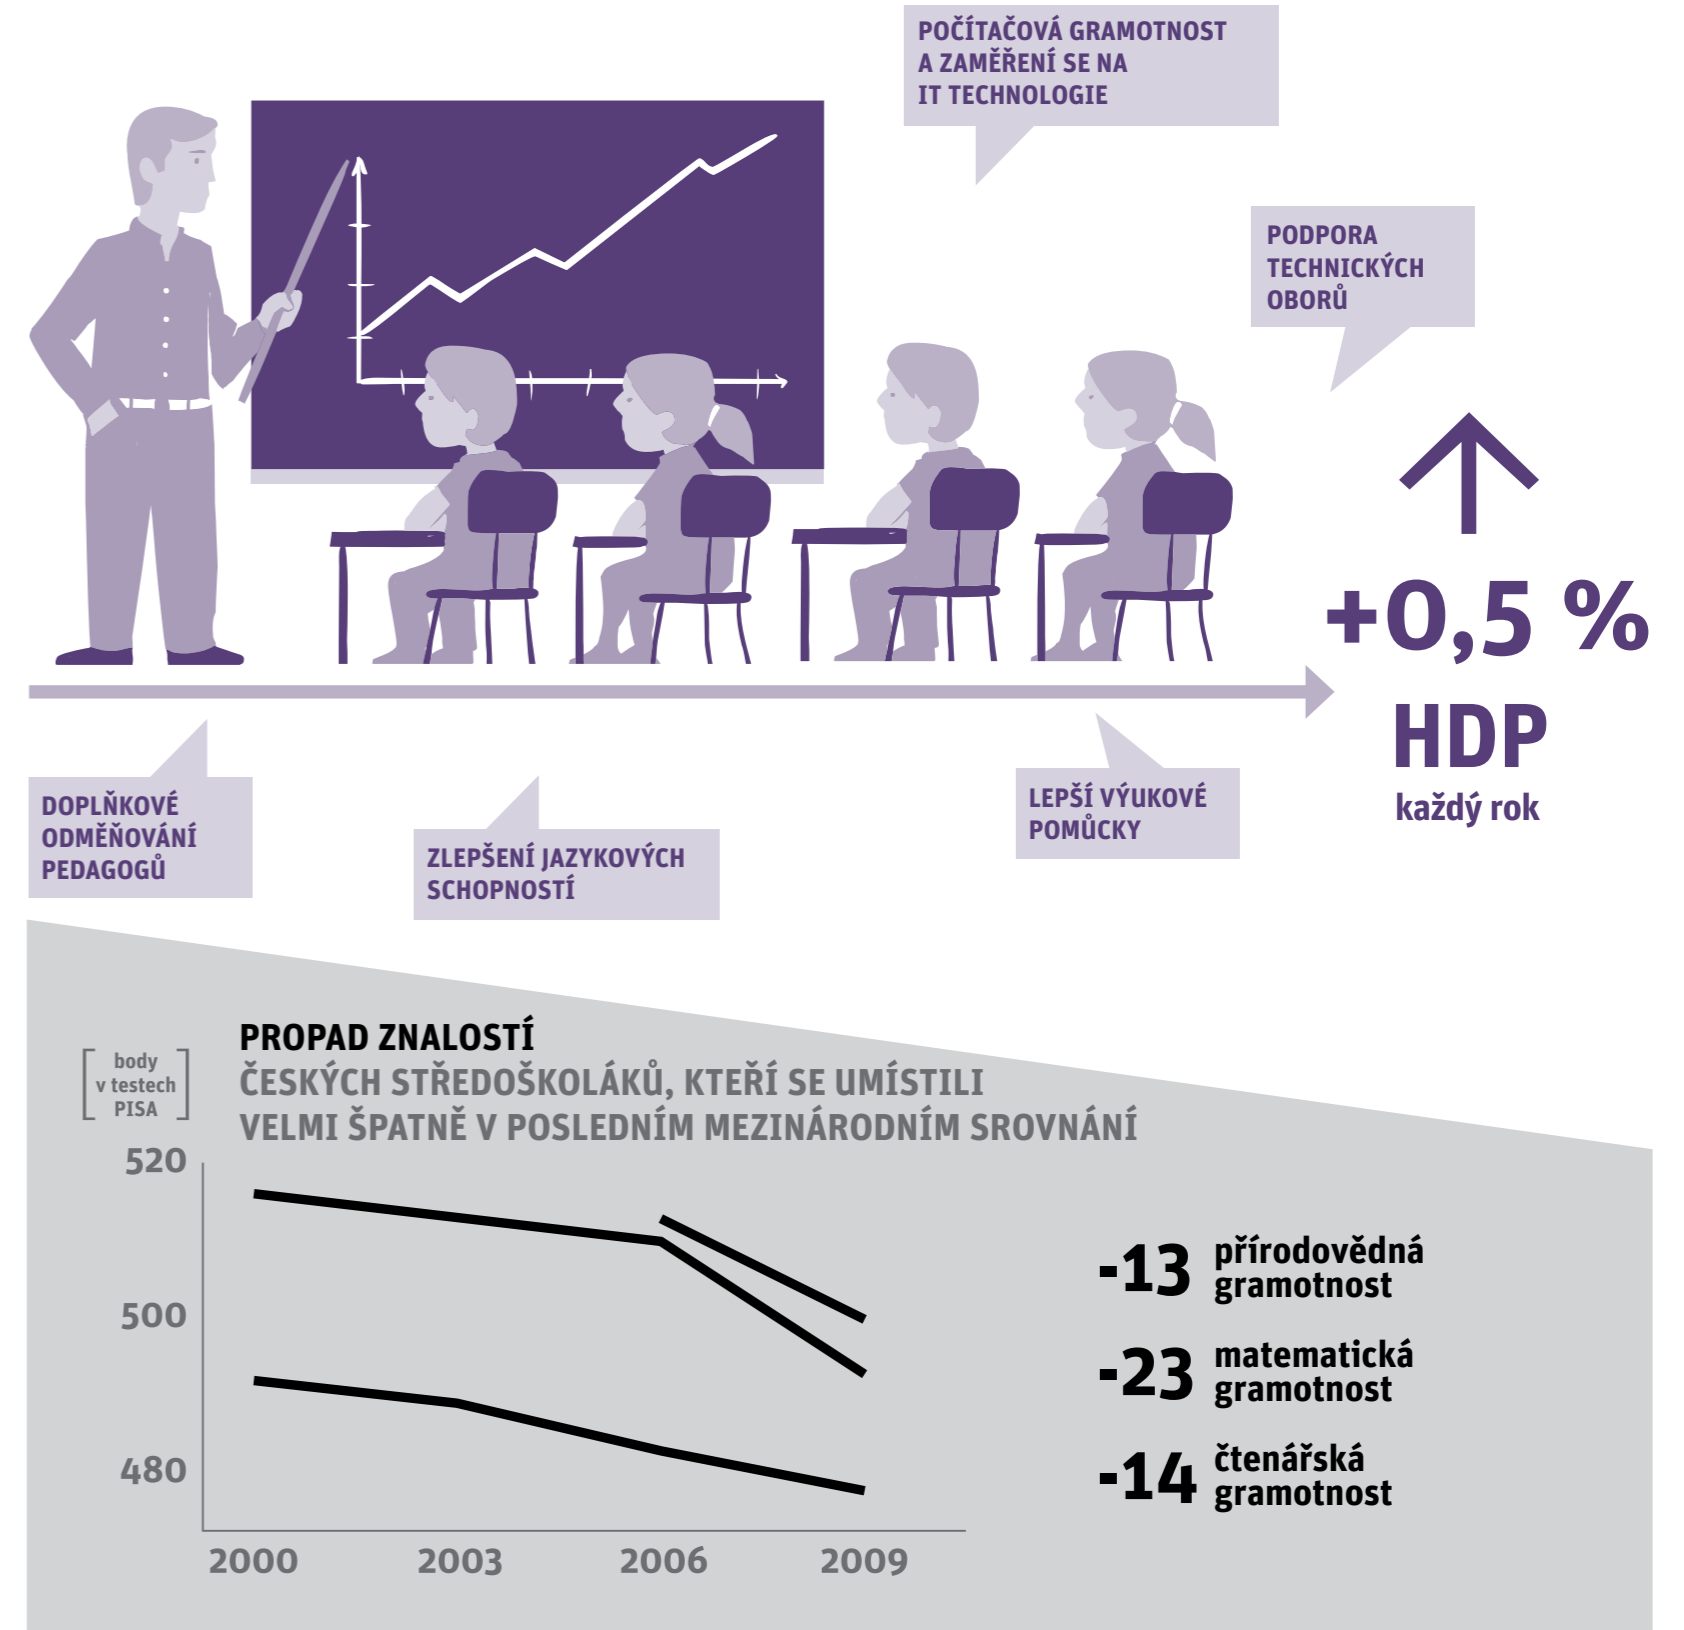 POČÍTAČOVÁ GRAMOTNOST
A ZAMĚŘENÍ SE NA
IT TECHNOLOGIE
PODPORA
TECHNICKÝCH
OBORŮ
+0,5 %
HDP
každý rok
DOPLŇKOVÉ
ODMĚŇOVÁNÍ
PEDAGOGŮ
ZLEPŠENÍ JAZYKOVÝCH
SCHOPNOSTÍ
LEPŠÍ VÝUKOVÉ
POMŮCKY
PROPAD ZNALOSTÍ
ČESKÝCH STŘEDOŠKOLÁKŮ, KTEŘÍ SE UMÍSTILI
VELMI ŠPATNĚ V POSLEDNÍM MEZINÁRODNÍM SROVNÁNÍ
body
v testech
PISA
520
500
480
2000 2003 2006 2009
-13 přírodovědná
gramotnost
-23 matematická
gramotnost
-14 čtenářská
gramotnost